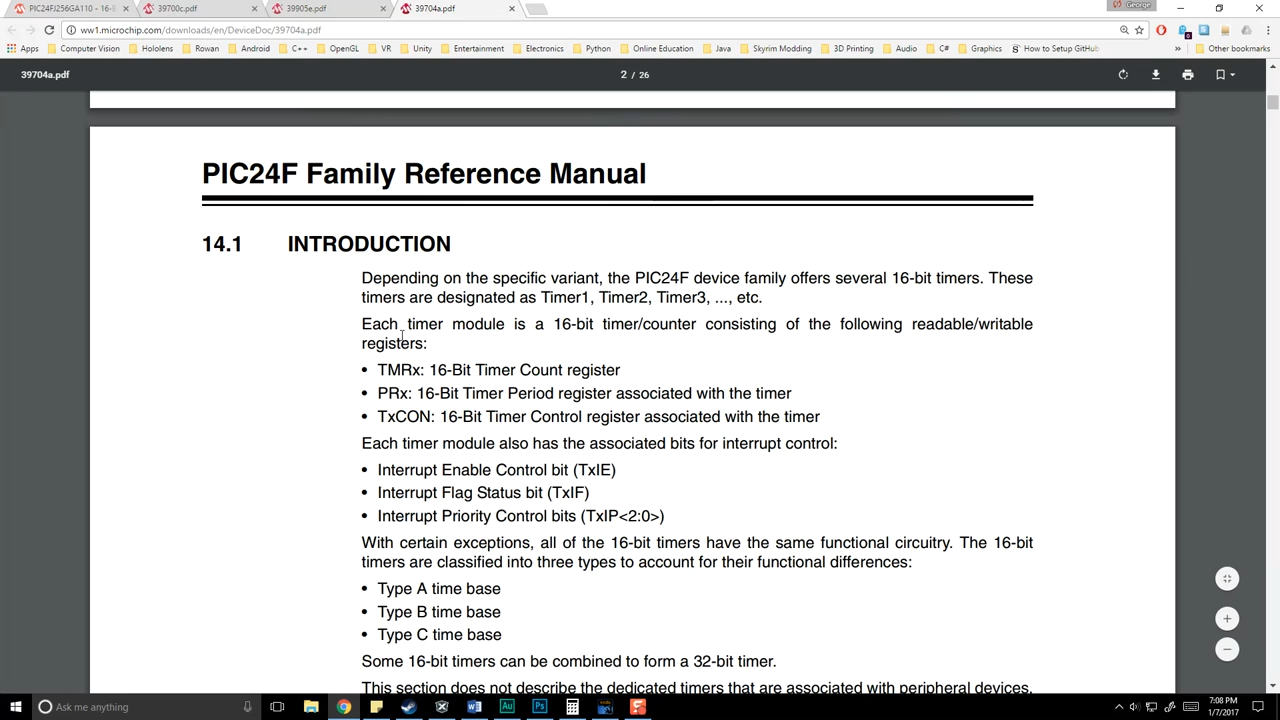 PIC24FJ256GA110 - 16-B
39700c.pdf
39905e.pdf
39704a.pdf
George
ww1.microchip.com/downloads/en/DeviceDoc/39704a.pdf
Apps Computer Vision Hololens Rowan Android C++ OpenGL VR Unity Entertainment Electronics Python Online Education Java Skyrim Modding 3D Printing Audio C# Graphics How to Setup GitHub » Other bookmarks
39704a.pdf 2 / 26
PIC24F Family Reference Manual
14.1 INTRODUCTION
Depending on the specific variant, the PIC24F device family offers several 16-bit timers. These
timers are designated as Timer1, Timer2, Timer3, ..., etc.
Each timer module is a 16-bit timer/counter consisting of the following readable/writable
registers:
• TMRx: 16-Bit Timer Count register
• PRx: 16-Bit Timer Period register associated with the timer
• TxCON: 16-Bit Timer Control register associated with the timer
Each timer module also has the associated bits for interrupt control:
• Interrupt Enable Control bit (TxIE)
• Interrupt Flag Status bit (TxIF)
• Interrupt Priority Control bits (TxIP<2:0>)
With certain exceptions, all of the 16-bit timers have the same functional circuitry. The 16-bit
timers are classified into three types to account for their functional differences:
• Type A time base
• Type B time base
• Type C time base
Some 16-bit timers can be combined to form a 32-bit timer.
This section does not describe the dedicated timers that are associated with peripheral devices.
Ask me anything
7:08 PM
1/7/2017